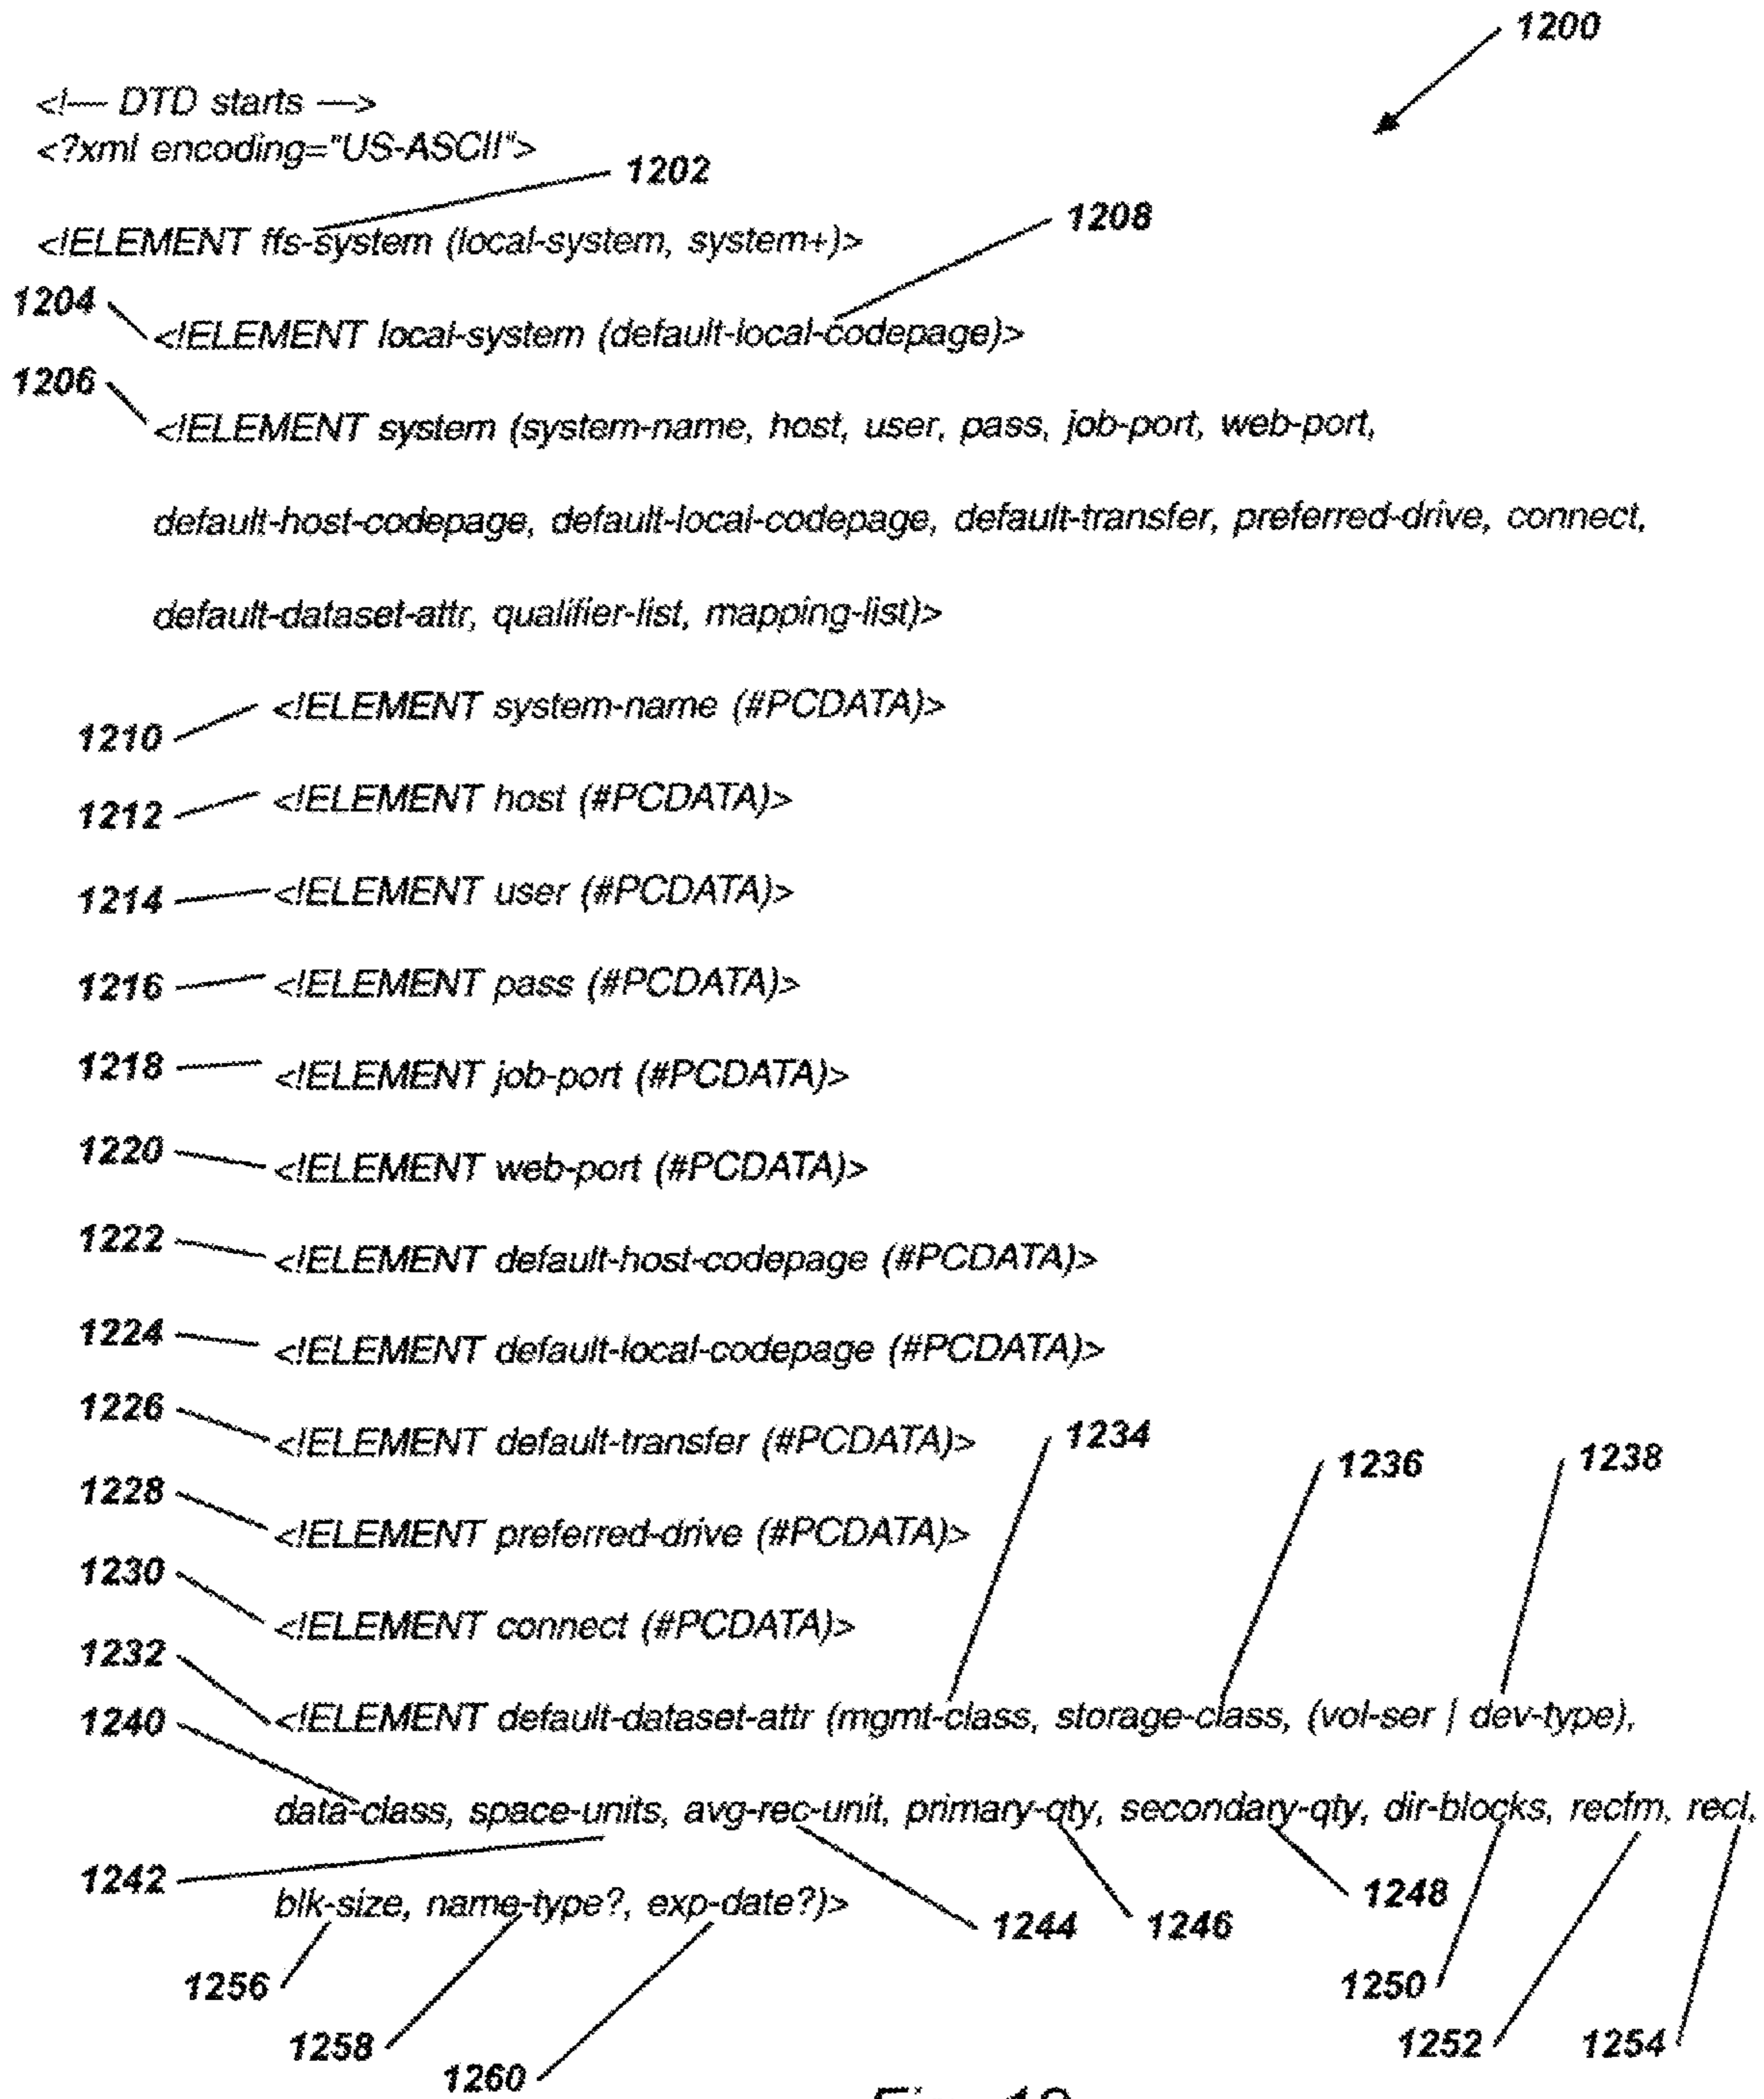 1200
<!— DTD starts —>
<?xml encoding="US-ASCII">
1202
<!ELEMENT ffs-system (local-system, system+)>
1208
1204
<!ELEMENT local-system (default-local-codepage)>
1206
<!ELEMENT system (system-name, host, user, pass, job-port, web-port,
default-host-codepage, default-local-codepage, default-transfer, preferred-drive, connect,
default-dataset-attr, qualifier-list, mapping-list)>
<!ELEMENT system-name (#PCDATA)>
1210
<!ELEMENT host (#PCDATA)>
1212
<!ELEMENT user (#PCDATA)>
1214
<!ELEMENT pass (#PCDATA)>
1216
1218
<!ELEMENT job-port (#PCDATA)>
1220
<!ELEMENT web-port (#PCDATA)>
1222
<!ELEMENT default-host-codepage (#PCDATA)>
1224
<!ELEMENT default-local-codepage (#PCDATA)>
1226
<!ELEMENT default-transfer (#PCDATA)>
1234
1236
1238
1228
<!ELEMENT preferred-drive (#PCDATA)>
1230
<!ELEMENT connect (#PCDATA)>
1232
<!ELEMENT default-dataset-attr (mgmt-class, storage-class, (vol-ser | dev-type),
1240
data-class, space-units, avg-rec-unit, primary-qty, secondary-qty, dir-blocks, recfm, recl,
1242
blk-size, name-type?, exp-date?)>
1244
1246
1248
1256
1250
1258
1252
1254
1260